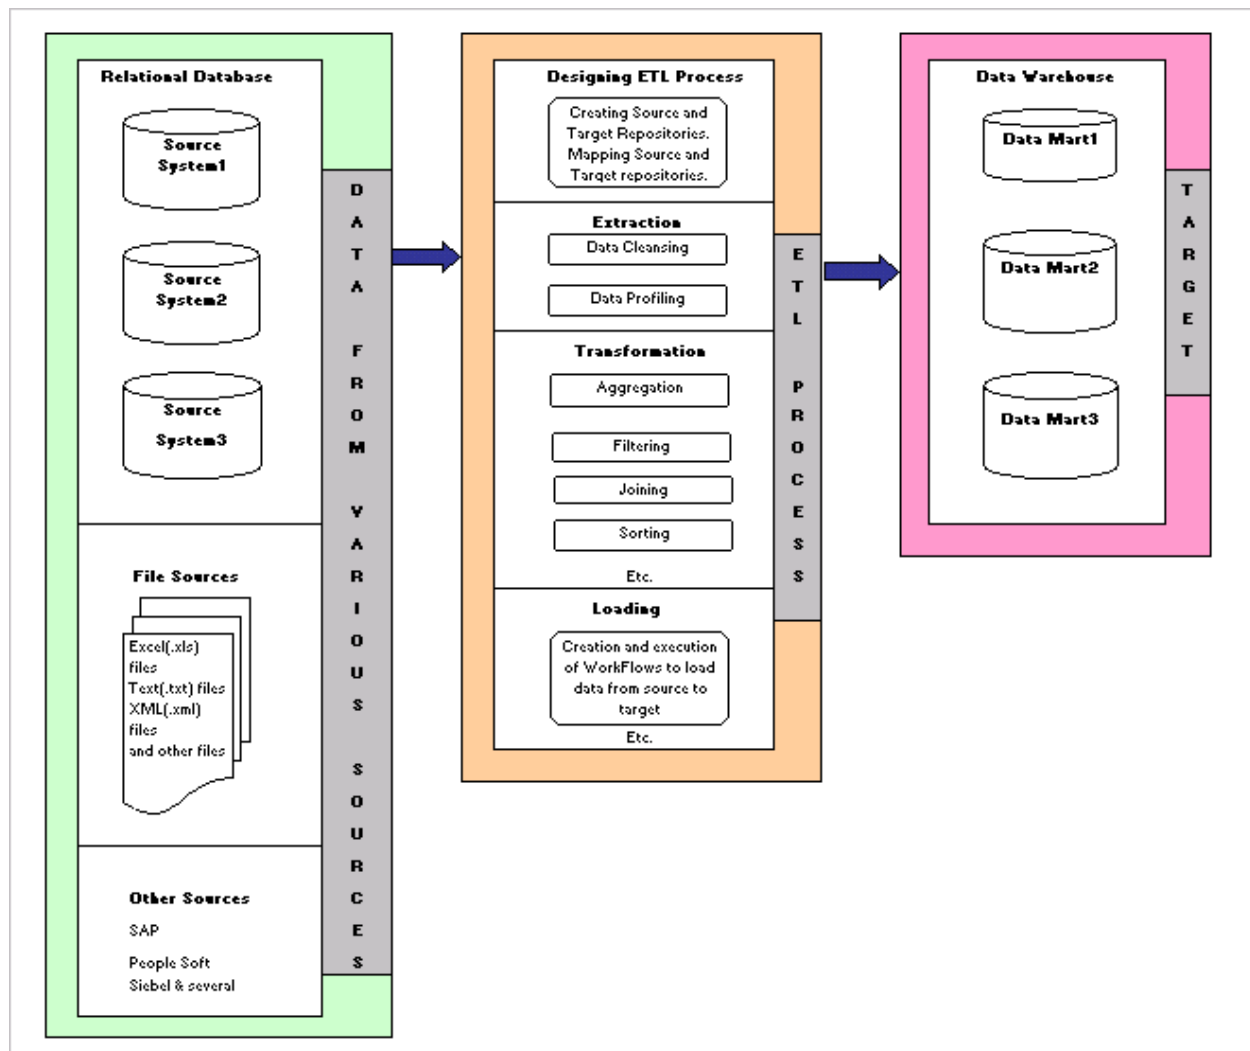 Relational Database
Source
System1
Source
System2
Source
System3
File Sources
Excel(.xls)
files
Text(.txt) files
XML(.xml)
files
and other files
Other Sources
SAP
People Soft
Siebel & several
DATA FROM VARIOUS SOURCES
Designing ETL Process
Creating Source and
Target Repositories.
Mapping Source and
Target repositories.
Extraction
Data Cleansing
Data Profiling
Transformation
Aggregation
Filtering
Joining
Sorting
Etc.
Loading
Creation and execution
of WorkFlows to load
data from source to
target
Etc.
ETL PROCESS
Data Warehouse
Data Mart1
Data Mart2
Data Mart3
TARGET